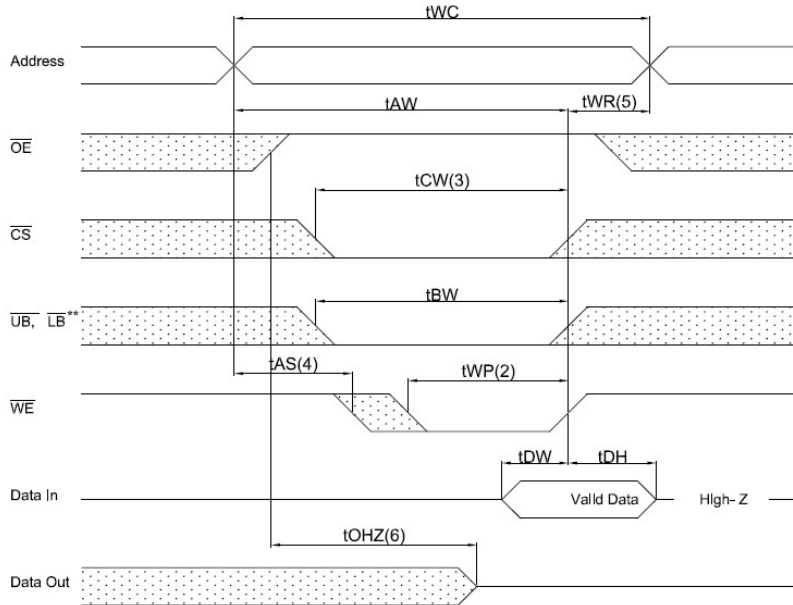 tWC
Address
tAW
tWR(5)
OE
tCW(3)
CS
tBW
UB, LB**
tAS(4)
tWP(2)
WE
tDW
tDH
Data In
Valid Data
High- Z
tOHZ(6)
Data Out